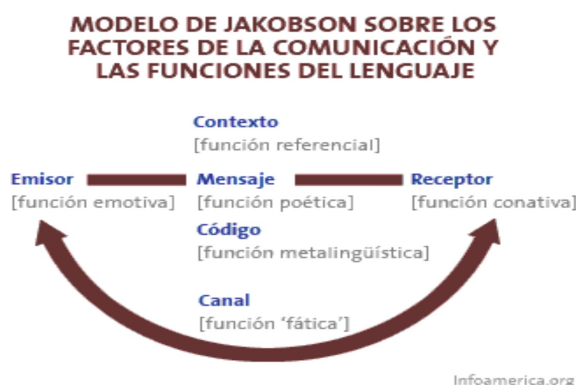 MODELO DE JAKOBSON SOBRE LOS
FACTORES DE LA COMUNICACIÓN Y
LAS FUNCIONES DEL LENGUAJE
Contexto
[función referencial]
Emisor Mensaje Receptor
[función emotiva] [función poética] [función conativa]
Código
[función metalingüística]
Canal
[función ‘fática’]
Infoamerica.org